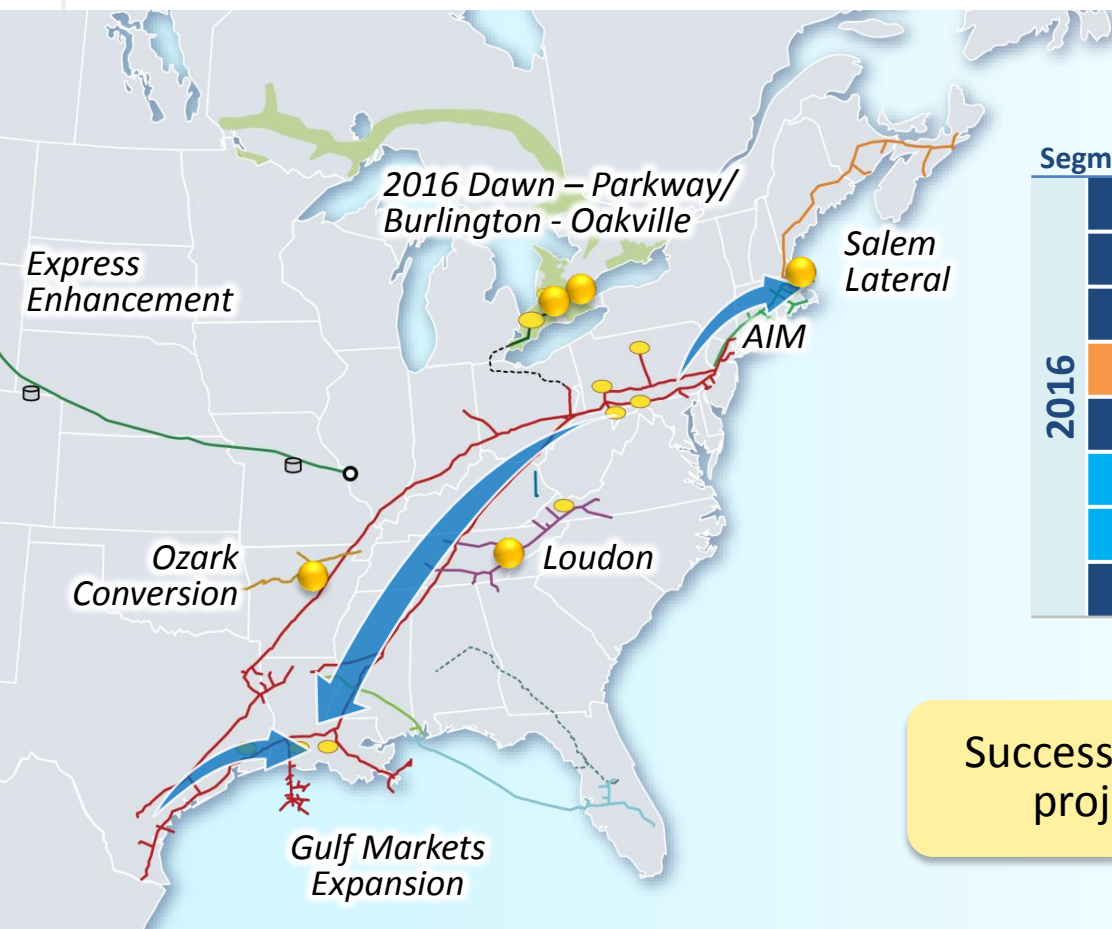 2016 Dawn – Parkway/
Burlington - Oakville
Express
Enhancement
Salem
Lateral
AIM
Ozark
Conversion
Loudon
Gulf Markets
Expansion
Segm
2016
Success
proj